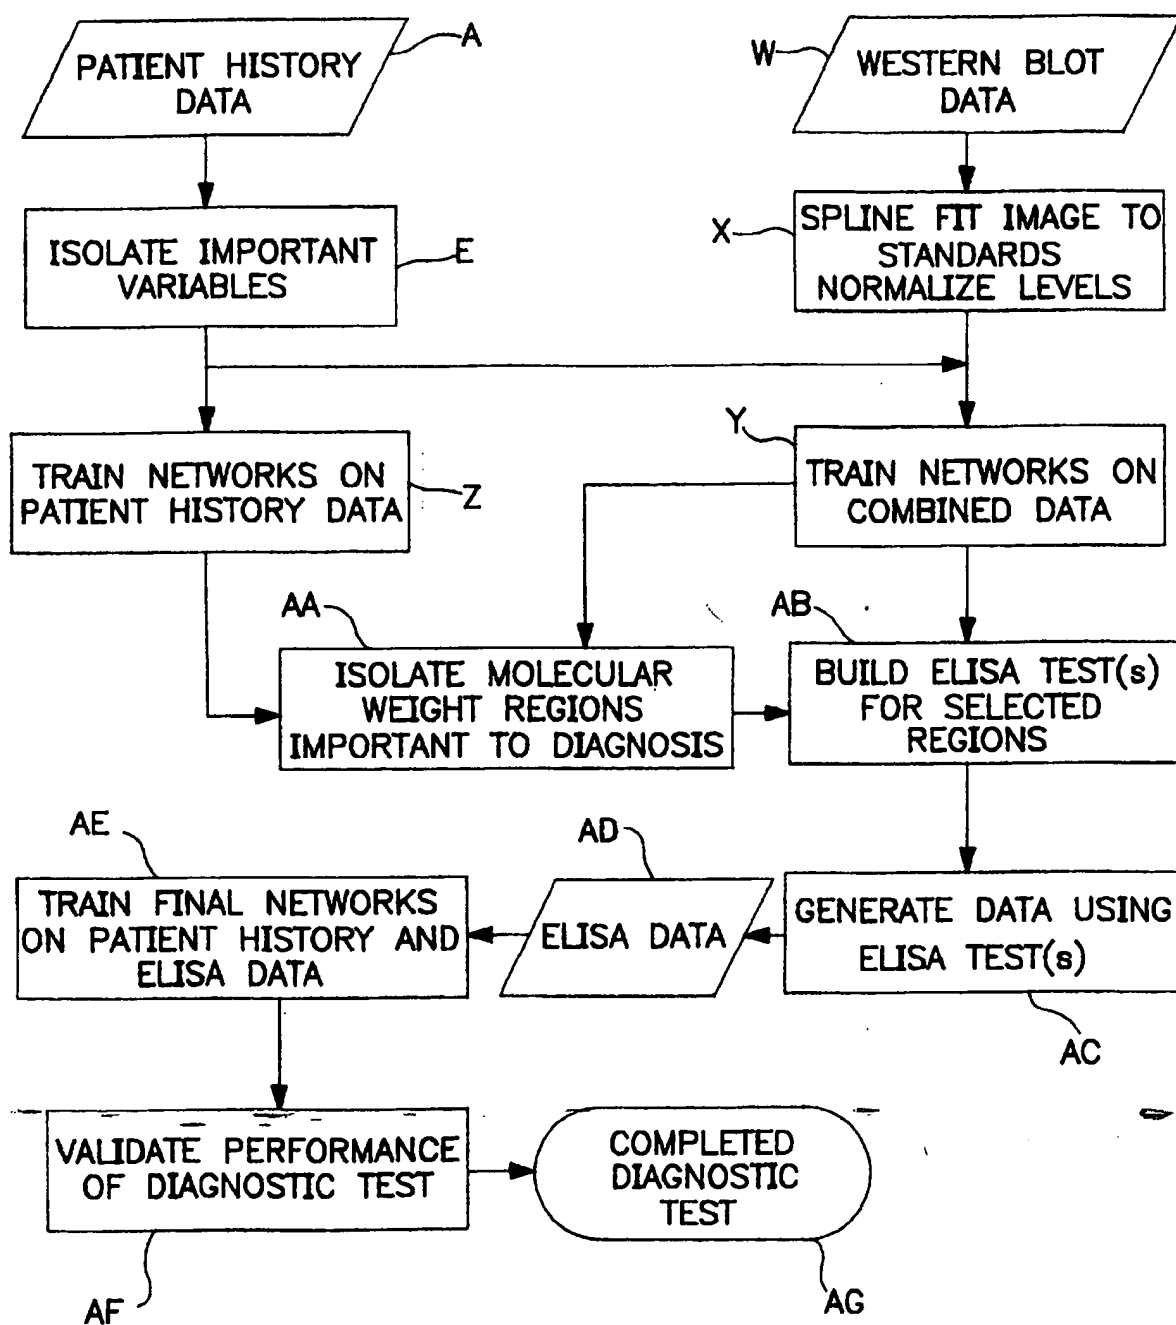 PATIENT HISTORY
DATA
A
W
WESTERN BLOT
DATA
ISOLATE IMPORTANT
VARIABLES
E
X
SPLINE FIT IMAGE TO
STANDARDS
NORMALIZE LEVELS
TRAIN NETWORKS ON
PATIENT HISTORY DATA
Z
Y
TRAIN NETWORKS ON
COMBINED DATA
AA
ISOLATE MOLECULAR
WEIGHT REGIONS
IMPORTANT TO DIAGNOSIS
AB
BUILD ELISA TEST(s)
FOR SELECTED
REGIONS
AE
TRAIN FINAL NETWORKS
ON PATIENT HISTORY AND
ELISA DATA
AD
ELISA DATA
GENERATE DATA USING
ELISA TEST(s)
AC
VALIDATE PERFORMANCE
OF DIAGNOSTIC TEST
AF
COMPLETED
DIAGNOSTIC
TEST
AG